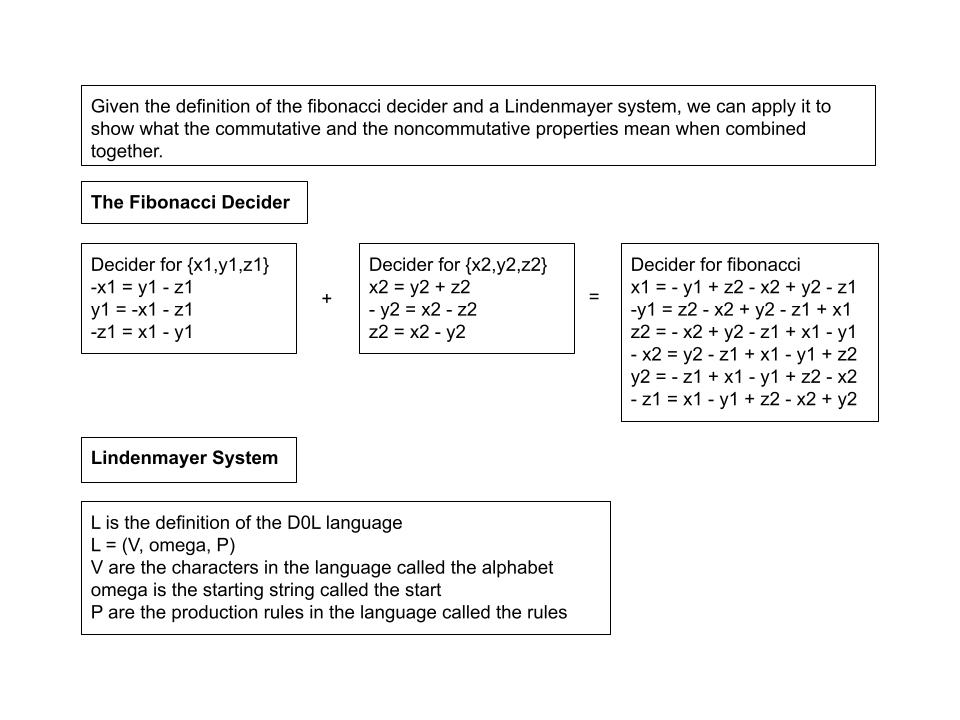 Given the definition of the fibonacci decider and a Lindenmayer system, we can apply it to
show what the commutative and the noncommutative properties mean when combined
together.
The Fibonacci Decider
Decider for {x1,y1,z1}
-x1 = y1 - z1
y1 = -x1 - z1
-z1 = x1 - y1
+
Decider for {x2,y2,z2}
x2 = y2 + z2
- y2 = x2 - z2
z2 = x2 - y2
=
Decider for fibonacci
x1 = - y1 + z2 - x2 + y2 - z1
-y1 = z2 - x2 + y2 - z1 + x1
z2 = - x2 + y2 - z1 + x1 - y1
- x2 = y2 - z1 + x1 - y1 + z2
y2 = - z1 + x1 - y1 + z2 - x2
- z1 = x1 - y1 + z2 - x2 + y2
Lindenmayer System
L is the definition of the D0L language
L = (V, omega, P)
V are the characters in the language called the alphabet
omega is the starting string called the start
P are the production rules in the language called the rules